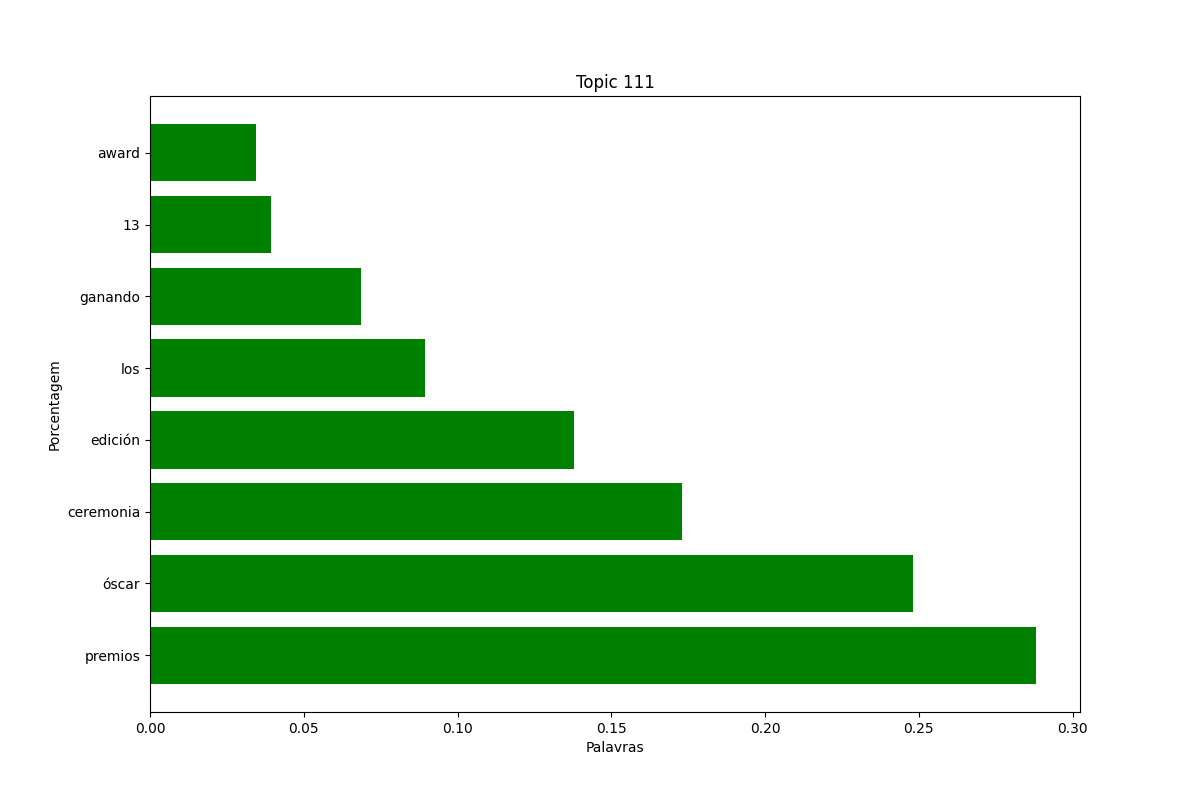 Topic 111
award
13
ganando
los
edición
ceremonia
óscar
premios
Porcentagem
0.00 0.05 0.10 0.15 0.20 0.25 0.30
Palavras